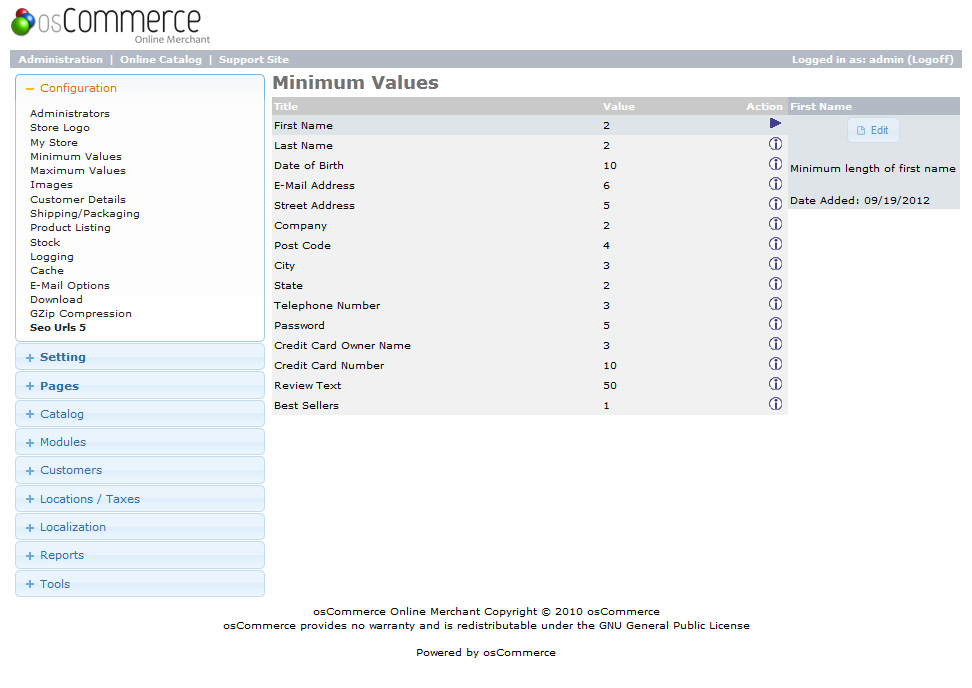 osCommerce
Online Merchant
Administration | Online Catalog | Support Site
Logged in as: admin (Logoff)
Configuration
Administrators
Store Logo
My Store
Minimum Values
Maximum Values
Images
Customer Details
Shipping/Packaging
Product Listing
Stock
Logging
Cache
E-Mail Options
Download
GZip Compression
Seo Urls 5
Setting
Pages
Catalog
Modules
Customers
Locations / Taxes
Localization
Reports
Tools
Minimum Values
Title Value Action
First Name 2
Last Name 2
Date of Birth 10
E-Mail Address 6
Street Address 5
Company 2
Post Code 4
City 3
State 2
Telephone Number 3
Password 5
Credit Card Owner Name 3
Credit Card Number 10
Review Text 50
Best Sellers 1
First Name
Edit
Minimum length of first name
Date Added: 09/19/2012
osCommerce Online Merchant Copyright © 2010 osCommerce
osCommerce provides no warranty and is redistributable under the GNU General Public License
Powered by osCommerce